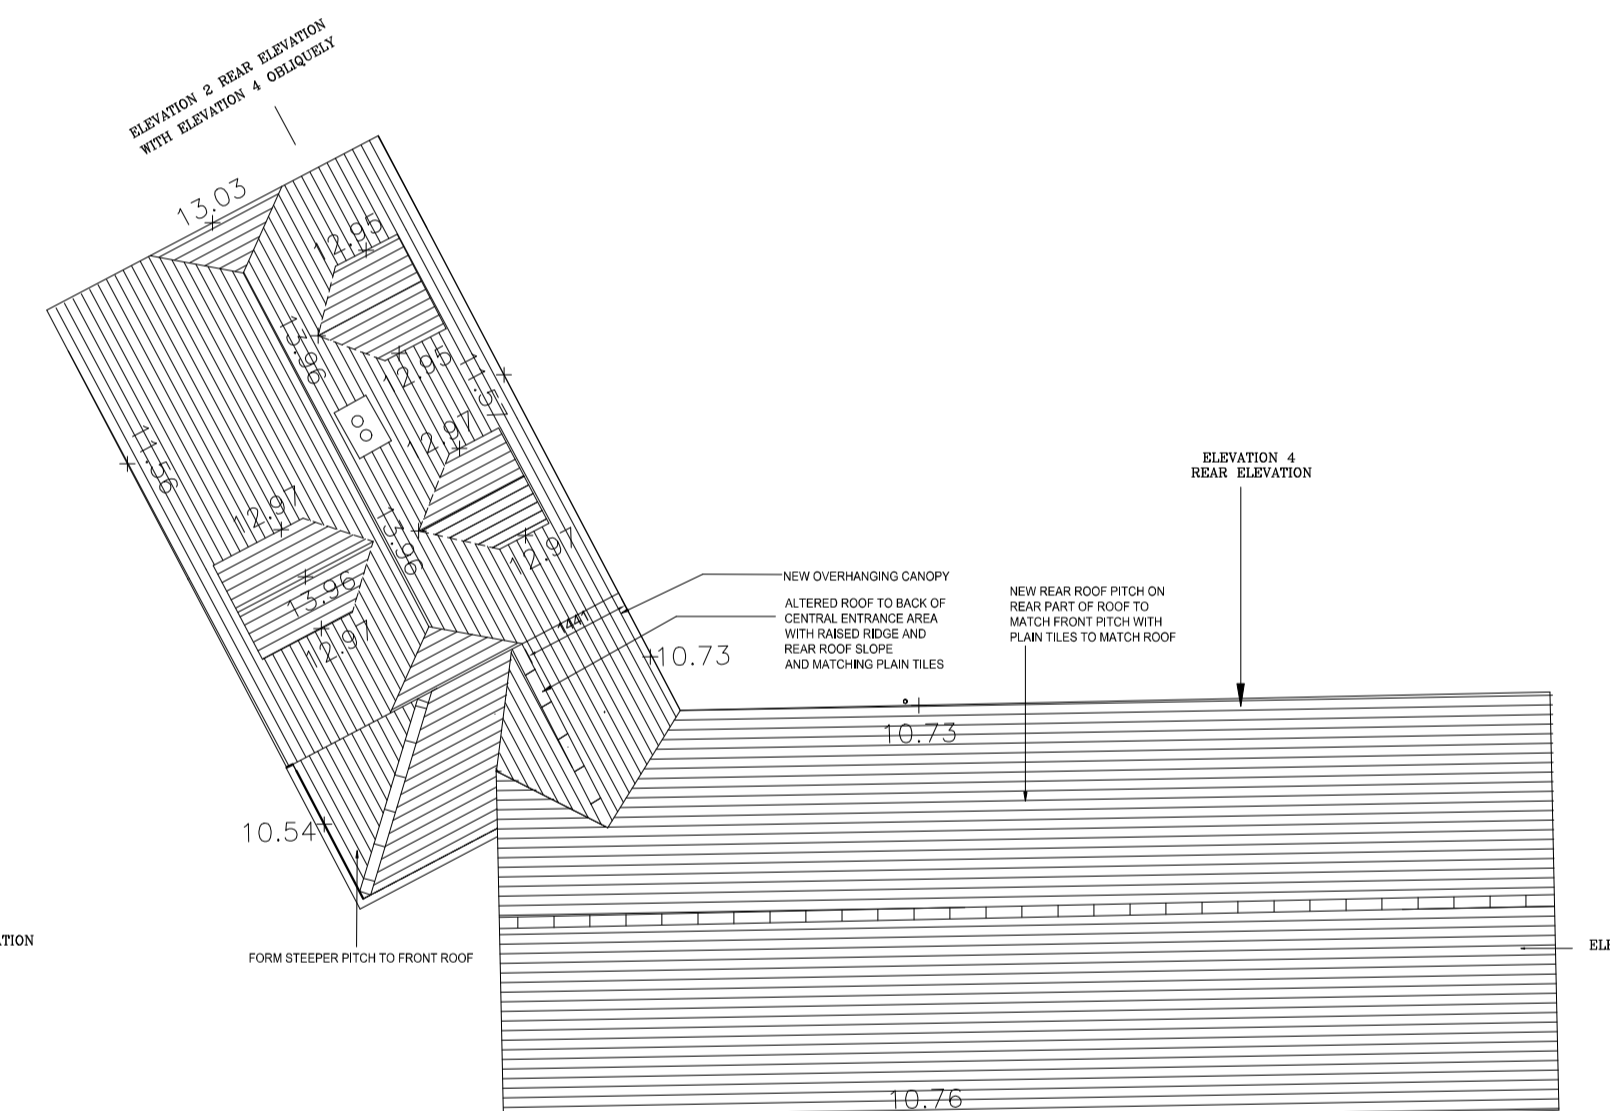 ELEVATION 2 REAR ELEVATION
WITH ELEVATION 4 OBLIQUELY
13.03
12.95
13.96
12.95
11.57
12.97
11.56
12.97
13.96
12.97
13.96
12.97
1441
10.73
NEW OVERHANGING CANOPY
ALTERED ROOF TO BACK OF
CENTRAL ENTRANCE AREA
WITH RAISED RIDGE AND
REAR ROOF SLOPE
AND MATCHING PLAIN TILES
NEW REAR ROOF PITCH ON
REAR PART OF ROOF TO
MATCH FRONT PITCH WITH
PLAIN TILES TO MATCH ROOF
ELEVATION 4
REAR ELEVATION
10.73
10.54
FORM STEEPER PITCH TO FRONT ROOF
ATION
ELE
10.76